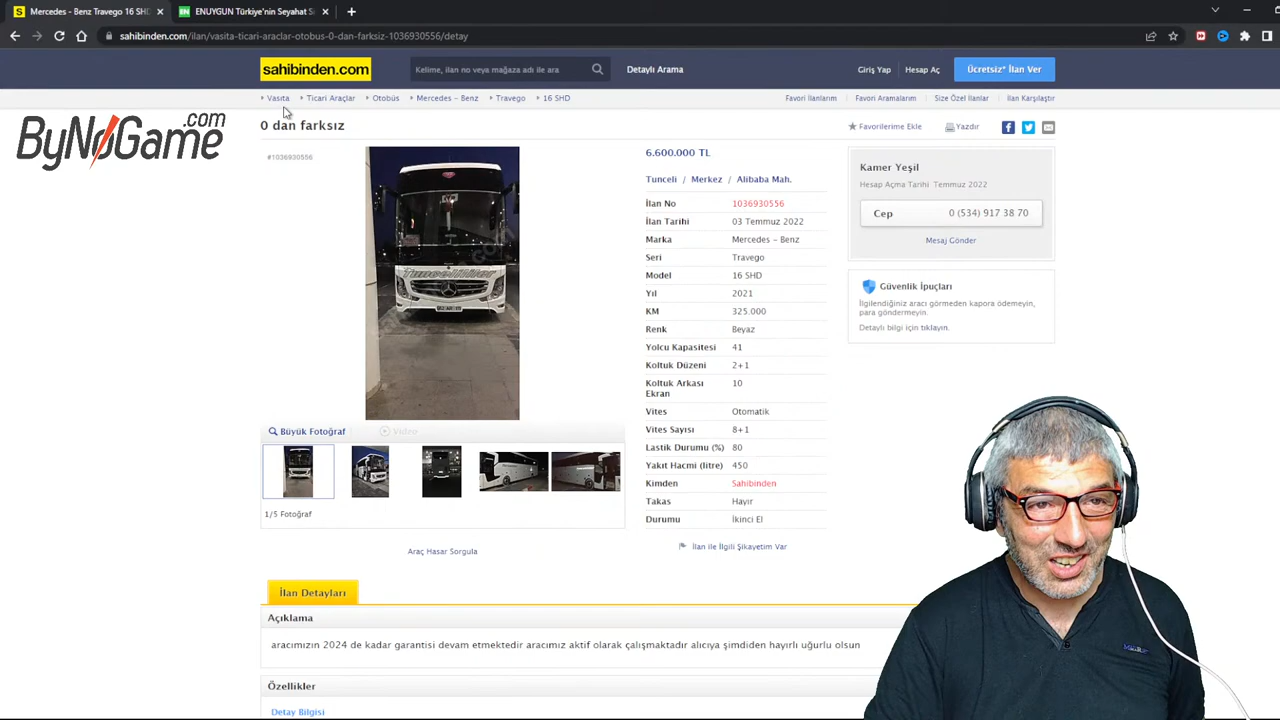 Mercedes - Benz Travego 16 SHD
ENUYGUN Türkiye'nin Seyahat S
sahibinden.com/ilan/vasita-ticari-araclar-otobus-0-dan-farksiz-1036930556/detay
sahibinden.com
Kelime, ilan no veya mağaza adı ile ara
Detaylı Arama
Giriş Yap
Hesap Aç
Ücretsiz* İlan Ver
Vasıta
Ticari Araçlar
Otobüs
Mercedes - Benz
Travego
16 SHD
Favori İlanlarım
Favori Aramalarım
Size Özel İlanlar
İlan Karşılaştır
ByNoGame.com
0 dan farksız
Favorilerime Ekle
Yazdır
#1036930556
6.600.000 TL
Tunceli / Merkez / Alibaba Mah.
İlan No 1036930556
İlan Tarihi 03 Temmuz 2022
Marka Mercedes - Benz
Seri Travego
Model 16 SHD
Yıl 2021
KM 325.000
Renk Beyaz
Yolcu Kapasitesi 41
Koltuk Düzeni 2+1
Koltuk Arkası 10
Ekran
Vites Otomatik
Vites Sayısı 8+1
Lastik Durumu (%) 80
Yakıt Hacmi (litre) 450
Kimden Sahibinden
Takas Hayır
Durumu İkinci El
İlan ile İlgili Şikayetim Var
Kamer Yeşil
Hesap Açma Tarihi Temmuz 2022
Cep 0 (534) 917 38 70
Mesaj Gönder
Güvenlik İpuçları
İlgilendiğiniz aracı görmeden kapora ödemeyin,
para göndermeyin.
Detaylı bilgi için tıklayın.
Büyük Fotoğraf
Video
1/5 Fotoğraf
Araç Hasar Sorgula
İlan Detayları
Açıklama
aracımızın 2024 de kadar garantisi devam etmektedir aracımız aktif olarak çalışmaktadır alıcıya şimdiden hayırlı uğurlu olsun
Özellikler
Detay Bilgisi